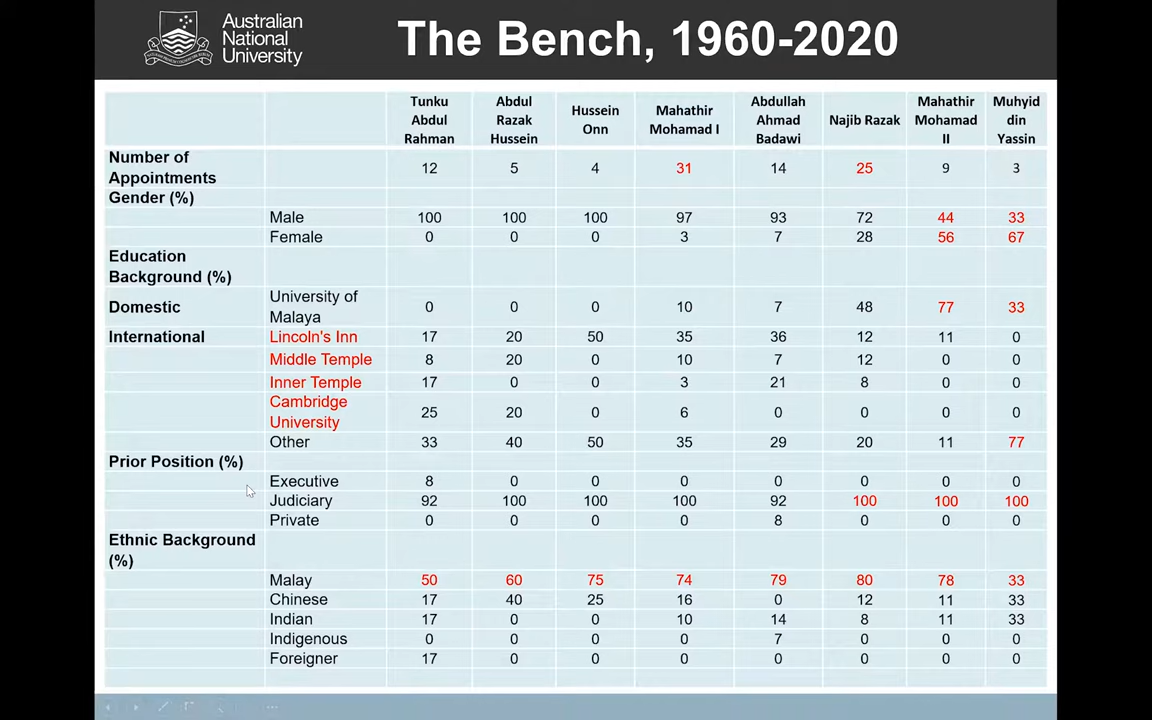 Australian
National
University
The Bench, 1960-2020
Tunku Abdul Rahman Abdul Razak Hussein Hussein Onn Mahathir Mohamad I Abdullah Ahmad Badawi Najib Razak Mahathir Mohamad II Muhyid din Yassin
Number of Appointments 12 5 4 31 14 25 9 3
Gender (%)
Male 100 100 100 97 93 72 44 33
Female 0 0 0 3 7 28 56 67
Education Background (%)
Domestic University of Malaya 0 0 0 10 7 48 77 33
International Lincoln's Inn 17 20 50 35 36 12 11 0
Middle Temple 8 20 0 10 7 12 0 0
Inner Temple 17 0 0 3 21 8 0 0
Cambridge University 25 20 0 6 0 0 0 0
Other 33 40 50 35 29 20 11 77
Prior Position (%)
Executive 8 0 0 0 0 0 0 0
Judiciary 92 100 100 100 92 100 100 100
Private 0 0 0 0 8 0 0 0
Ethnic Background (%)
Malay 50 60 75 74 79 80 78 33
Chinese 17 40 25 16 0 12 11 33
Indian 17 0 0 10 14 8 11 33
Indigenous 0 0 0 0 7 0 0 0
Foreigner 17 0 0 0 0 0 0 0